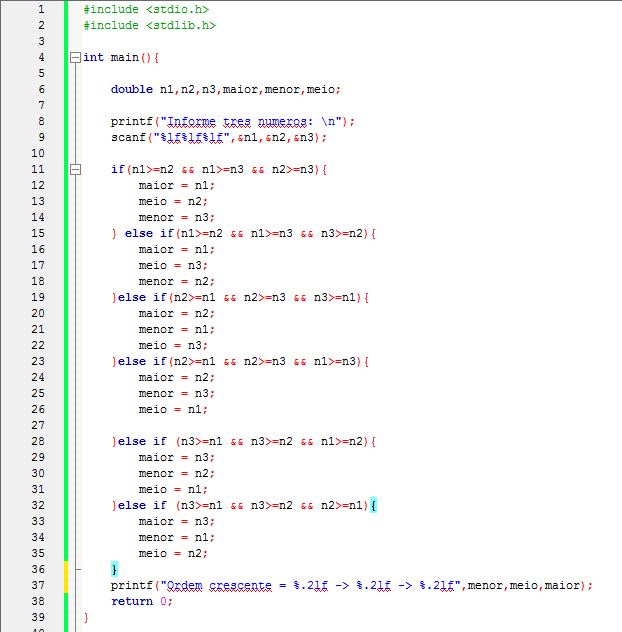 1 #include <stdio.h>
2 #include <stdlib.h>
3
4 int main(){
5
6 double n1,n2,n3,maior,menor,meio;
7
8 printf("Informe tres numeros: \n");
9 scanf("%lf%lf%lf",&n1,&n2,&n3);
10
11 if(n1>=n2 && n1>=n3 && n2>=n3){
12 maior = n1;
13 meio = n2;
14 menor = n3;
15 } else if(n1>=n2 && n1>=n3 && n3>=n2){
16 maior = n1;
17 meio = n3;
18 menor = n2;
19 }else if(n2>=n1 && n2>=n3 && n3>=n1){
20 maior = n2;
21 menor = n1;
22 meio = n3;
23 }else if(n2>=n1 && n2>=n3 && n1>=n3){
24 maior = n2;
25 menor = n3;
26 meio = n1;
27
28 }else if (n3>=n1 && n3>=n2 && n1>=n2){
29 maior = n3;
30 menor = n2;
31 meio = n1;
32 }else if (n3>=n1 && n3>=n2 && n2>=n1){
33 maior = n3;
34 menor = n1;
35 meio = n2;
36 }
37 printf("Ordem crescente = %.2lf -> %.2lf -> %.2lf",menor,meio,maior);
38 return 0;
39 }